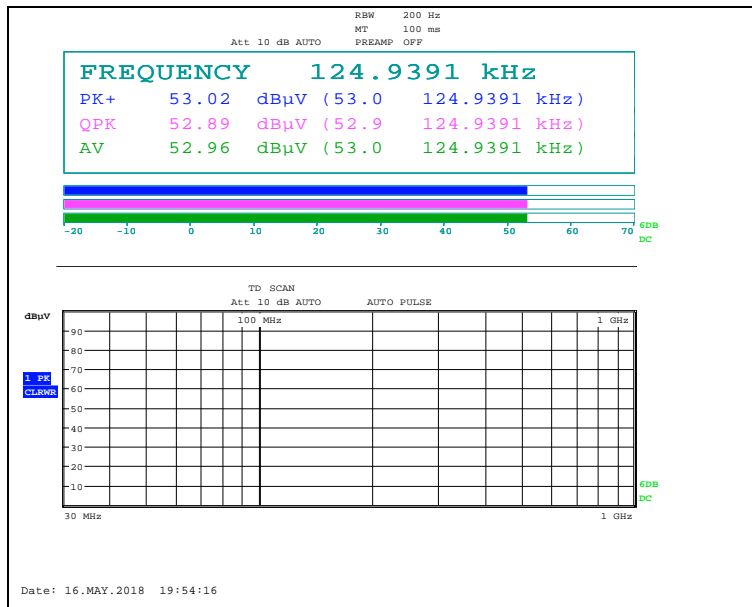 RBW 200 Hz
MT 100 ms
Att 10 dB AUTO PREAMP OFF
FREQUENCY 124.9391 kHz
PK+ 53.02 dBµV (53.0 124.9391 kHz)
QPK 52.89 dBµV (52.9 124.9391 kHz)
AV 52.96 dBµV (53.0 124.9391 kHz)
-20 -10 0 10 20 30 40 50 60 70
6DB
DC
TD SCAN
Att 10 dB AUTO AUTO PULSE
dBµV
100 MHz 1 GHz
90
80
70
1 PK
60
CLRWR
50
40
30
20
10
6DB
DC
30 MHz 1 GHz
Date: 16.MAY.2018 19:54:16